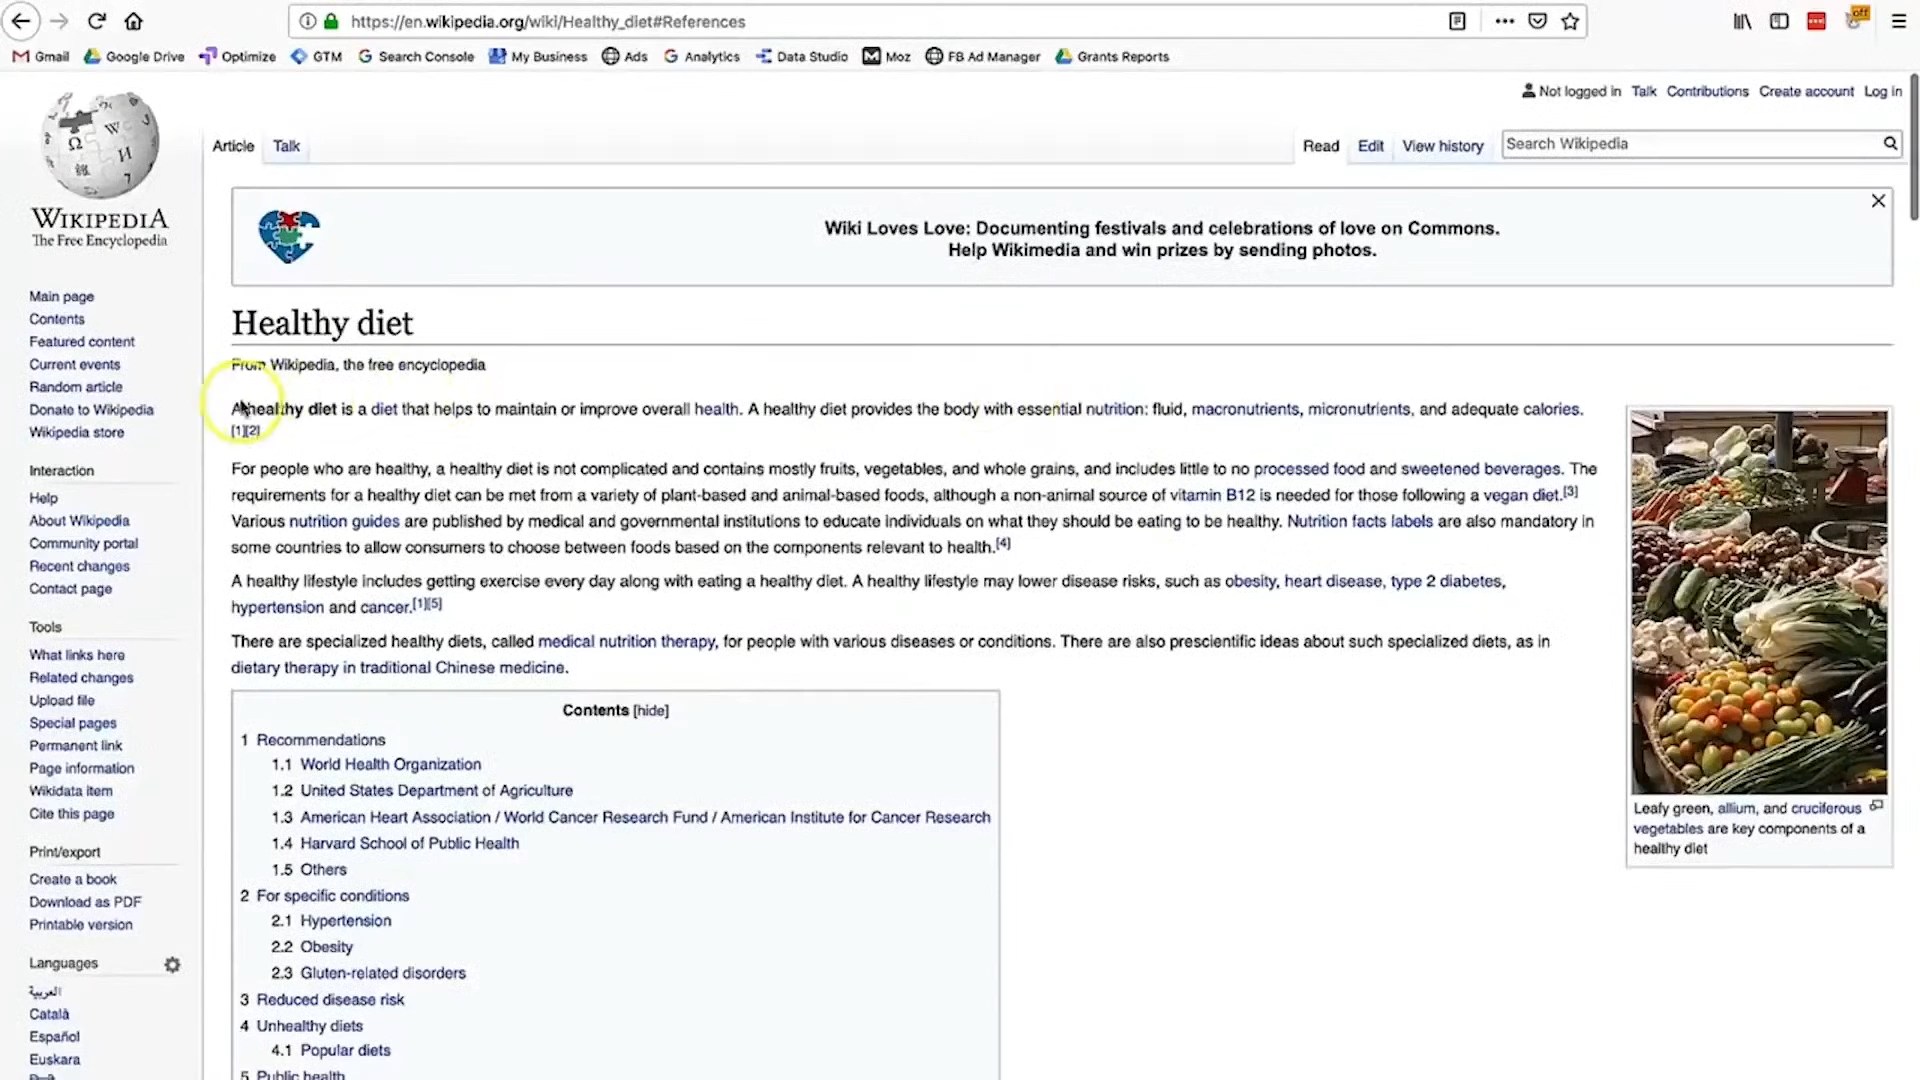 https://en.wikipedia.org/wiki/Healthy_diet#References
off
Gmail Google Drive Optimize GTM Search Console My Business Ads Analytics Data Studio Moz FB Ad Manager Grants Reports
Not logged in Talk Contributions Create account Log in
Article Talk Read Edit View history Search Wikipedia
WIKIPEDIA
The Free Encyclopedia
Wiki Loves Love: Documenting festivals and celebrations of love on Commons.
Help Wikimedia and win prizes by sending photos.
Main page
Contents
Featured content
Current events
Random article
Donate to Wikipedia
Wikipedia store
Interaction
Help
About Wikipedia
Community portal
Recent changes
Contact page
Tools
What links here
Related changes
Upload file
Special pages
Permanent link
Page information
Wikidata item
Cite this page
Print/export
Create a book
Download as PDF
Printable version
Languages
العربية
Català
Español
Euskara
Healthy diet
From Wikipedia, the free encyclopedia
A healthy diet is a diet that helps to maintain or improve overall health. A healthy diet provides the body with essential nutrition: fluid, macronutrients, micronutrients, and adequate calories.
[1][2]
For people who are healthy, a healthy diet is not complicated and contains mostly fruits, vegetables, and whole grains, and includes little to no processed food and sweetened beverages. The
requirements for a healthy diet can be met from a variety of plant-based and animal-based foods, although a non-animal source of vitamin B12 is needed for those following a vegan diet.[3]
Various nutrition guides are published by medical and governmental institutions to educate individuals on what they should be eating to be healthy. Nutrition facts labels are also mandatory in
some countries to allow consumers to choose between foods based on the components relevant to health.[4]
A healthy lifestyle includes getting exercise every day along with eating a healthy diet. A healthy lifestyle may lower disease risks, such as obesity, heart disease, type 2 diabetes,
hypertension and cancer.[1][5]
There are specialized healthy diets, called medical nutrition therapy, for people with various diseases or conditions. There are also prescientific ideas about such specialized diets, as in
dietary therapy in traditional Chinese medicine.
Contents [hide]
1 Recommendations
1.1 World Health Organization
1.2 United States Department of Agriculture
1.3 American Heart Association / World Cancer Research Fund / American Institute for Cancer Research
1.4 Harvard School of Public Health
1.5 Others
2 For specific conditions
2.1 Hypertension
2.2 Obesity
2.3 Gluten-related disorders
3 Reduced disease risk
4 Unhealthy diets
4.1 Popular diets
5 Public health
Leafy green, allium, and cruciferous
vegetables are key components of a
healthy diet